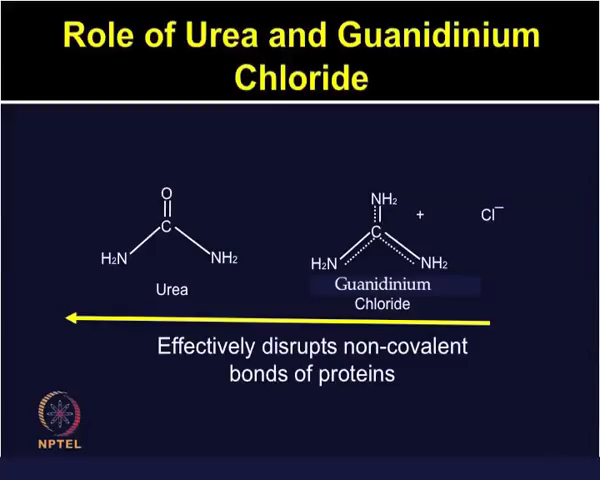 Role of Urea and Guanidinium
Chloride
O
C
H₂N
NH₂
Urea
NH₂
+
Cl⁻
C
H₂N
NH₂
Guanidinium
Chloride
Effectively disrupts non-covalent
bonds of proteins
NPTEL